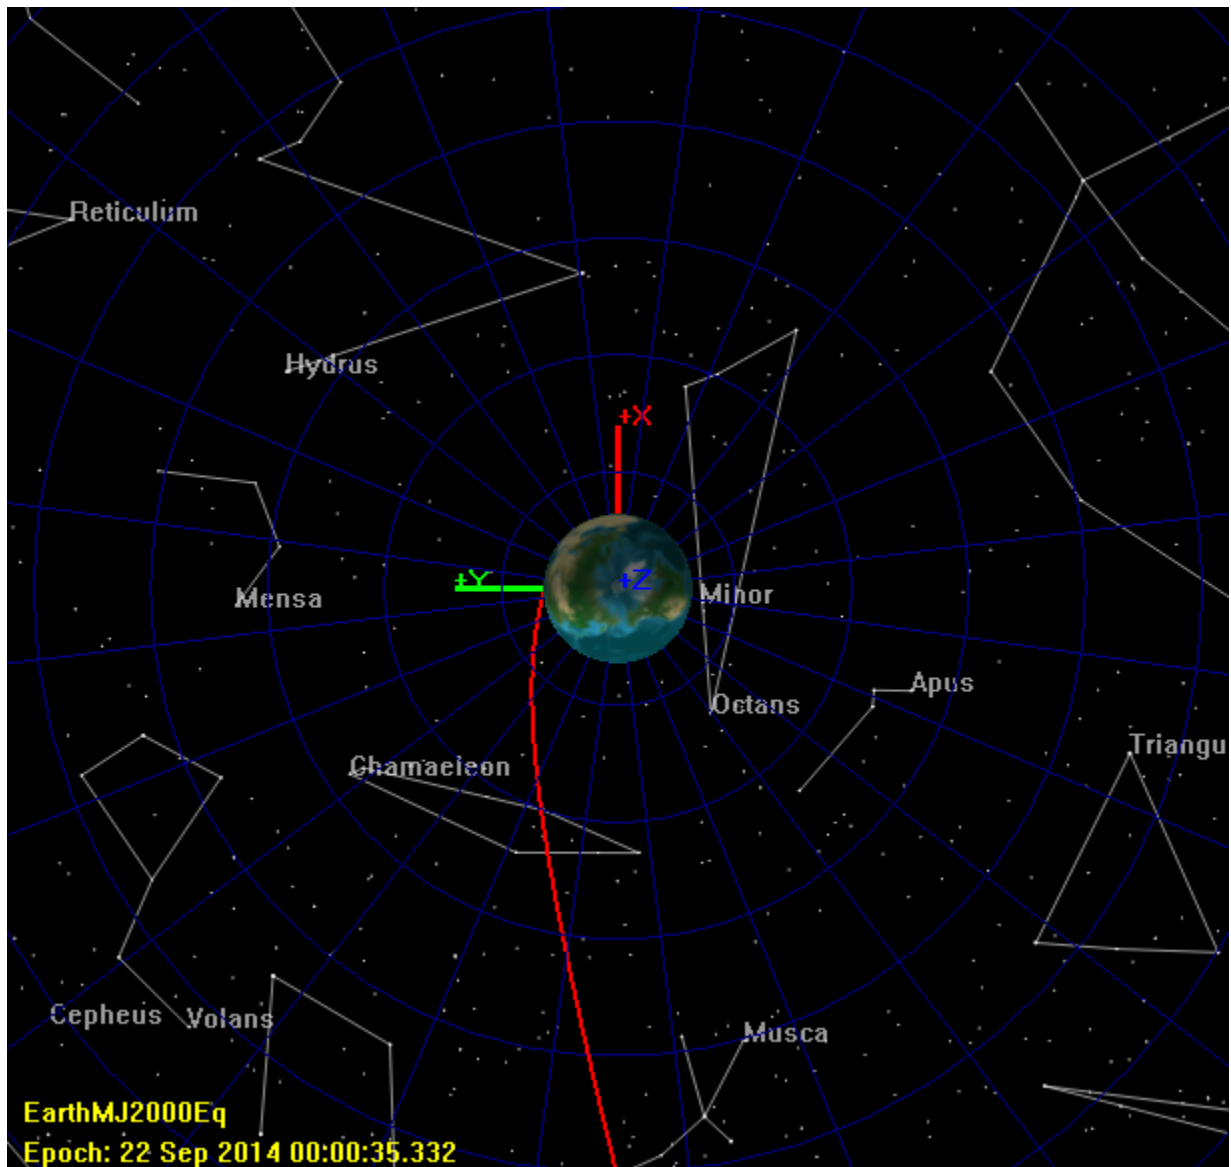 Reticulum
Hydrus
+X
+Y
+Z
Mensa
Minor
Octans
Apus
Triangu
Chamaeleon
Cepheus
Volans
Musca
EarthMJ2000Eq
Epoch: 22 Sep 2014 00:00:35.332